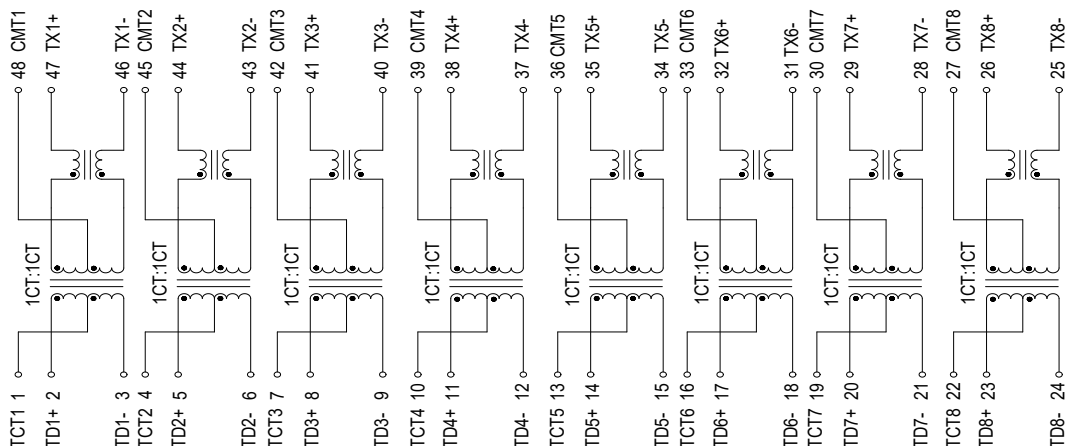 48 CMT1
47 TX1+
46 TX1-
45 CMT2
44 TX2+
43 TX2-
42 CMT3
41 TX3+
40 TX3-
39 CMT4
38 TX4+
37 TX4-
36 CMT5
35 TX5+
34 TX5-
33 CMT6
32 TX6+
31 TX6-
30 CMT7
29 TX7+
28 TX7-
27 CMT8
26 TX8+
25 TX8-
1CT:1CT
1CT:1CT
1CT:1CT
1CT:1CT
1CT:1CT
1CT:1CT
1CT:1CT
1CT:1CT
TCT1 1
TD1+ 2
TD1- 3
TCT2 4
TD2+ 5
TD2- 6
TCT3 7
TD3+ 8
TD3- 9
TCT4 10
TD4+ 11
TD4- 12
TCT5 13
TD5+ 14
TD5- 15
TCT6 16
TD6+ 17
TD6- 18
TCT7 19
TD7+ 20
TD7- 21
TCT8 22
TD8+ 23
TD8- 24